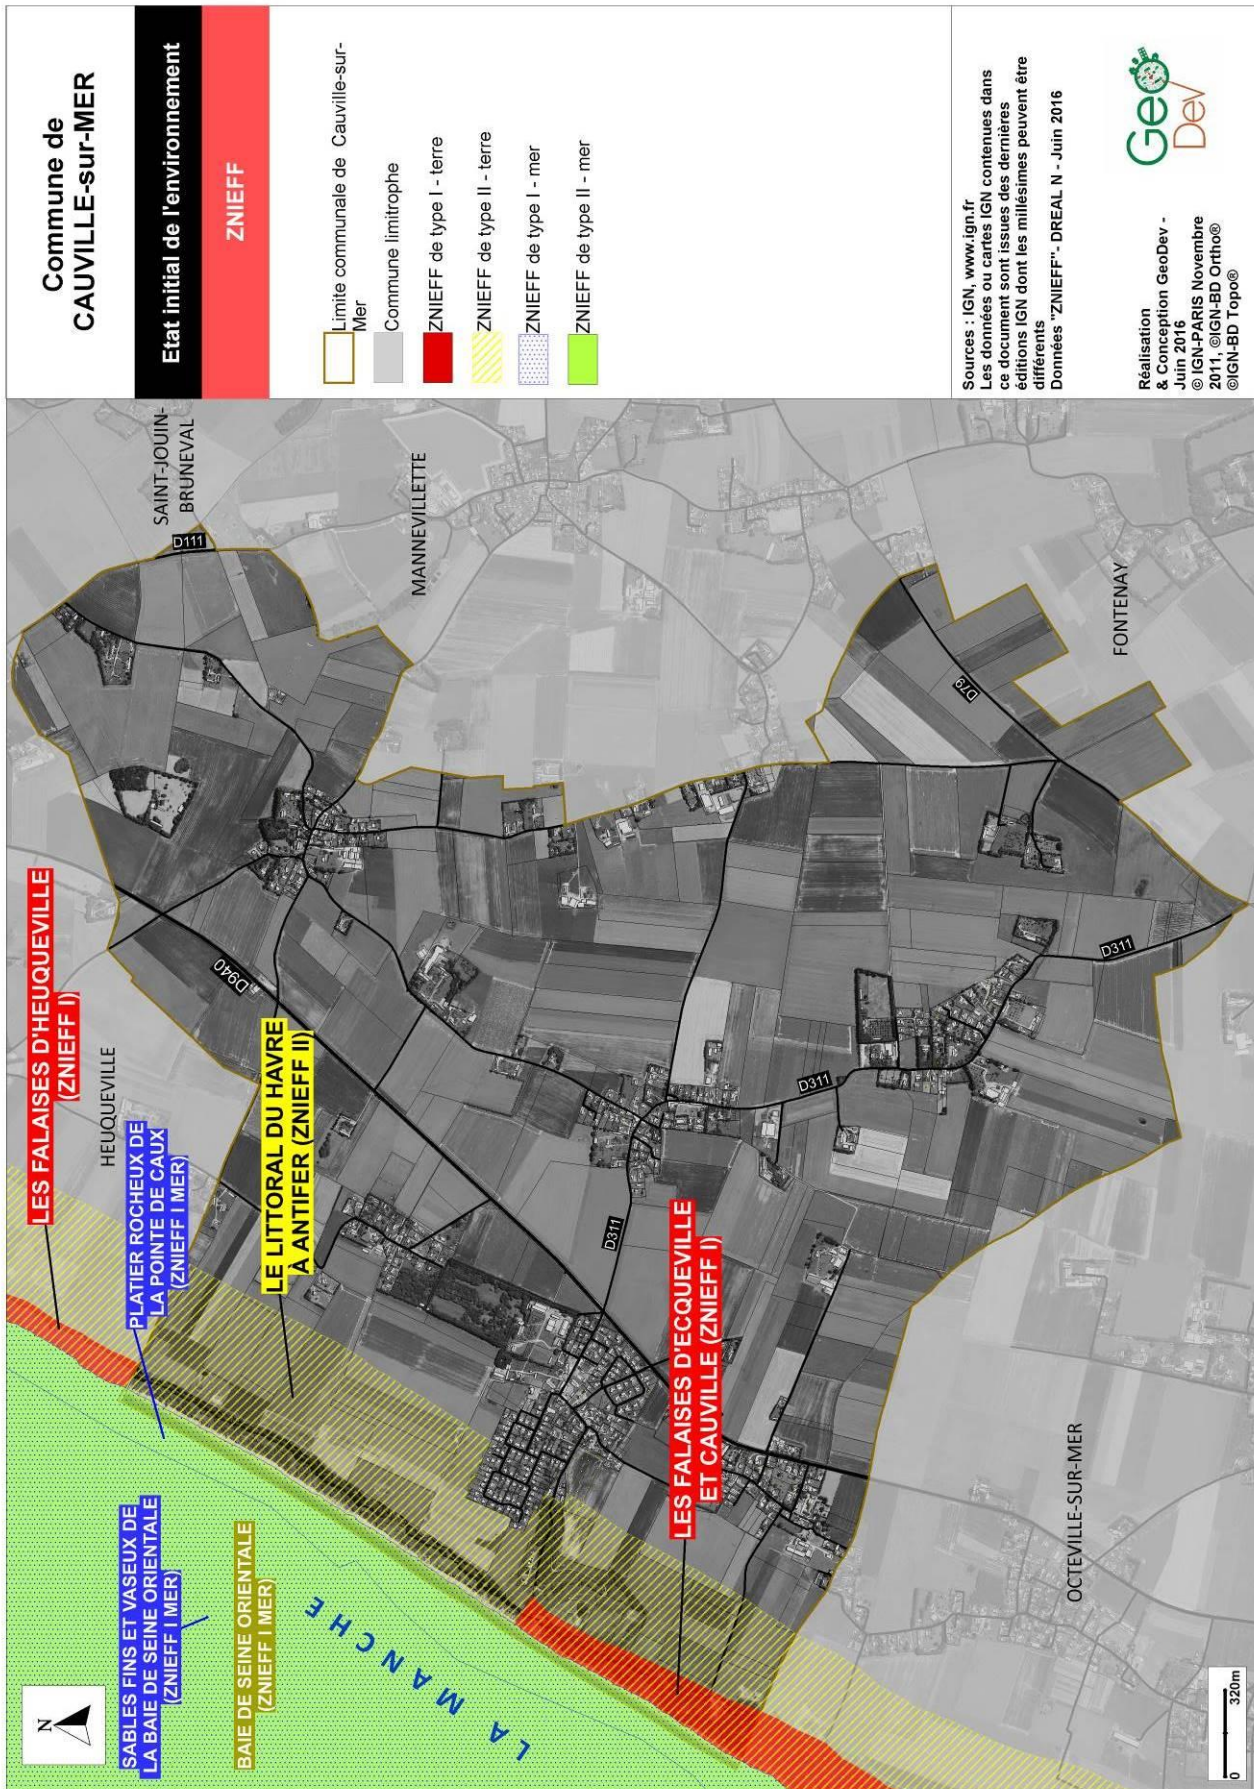 Commune de
CAUVILLE-sur-MER
Etat initial de l'environnement
ZNIEFF
Limite communale de Cauville-sur-
Mer
Commune limitrophe
ZNIEFF de type I - terre
ZNIEFF de type II - terre
ZNIEFF de type I - mer
ZNIEFF de type II - mer
Sources : IGN, www.ign.fr
Les données ou cartes IGN contenues dans
ce document sont issues des dernières
éditions IGN dont les millésimes peuvent être
différents
Données "ZNIEFF"- DREAL N - Juin 2016
Réalisation
& Conception GeoDev -
Juin 2016
© IGN-PARIS Novembre
2011, ©IGN-BD Ortho®
©IGN-BD Topo®
Geo
Dev
N
SABLES FINS ET VASEUX DE
LA BAIE DE SEINE ORIENTALE
(ZNIEFF I MER)
BAIE DE SEINE ORIENTALE
(ZNIEFF I MER)
LA MANCHE
LES FALAISES D'HEUQUEVILLE
(ZNIEFF I)
PLATIER ROCHEUX DE
LA POINTE DE CAUX
(ZNIEFF I MER)
HEUQUEVILLE
LE LITTORAL DU HAVRE
À ANTIFER (ZNIEFF II)
D940
SAINT-JOUIN-
BRUNEVAL
D111
MANNEVILLETTE
D311
LES FALAISES D'ECQUEVILLE
ET CAUVILLE (ZNIEFF I)
D311
D79
FONTENAY
D311
OCTEVILLE-SUR-MER
0 320m